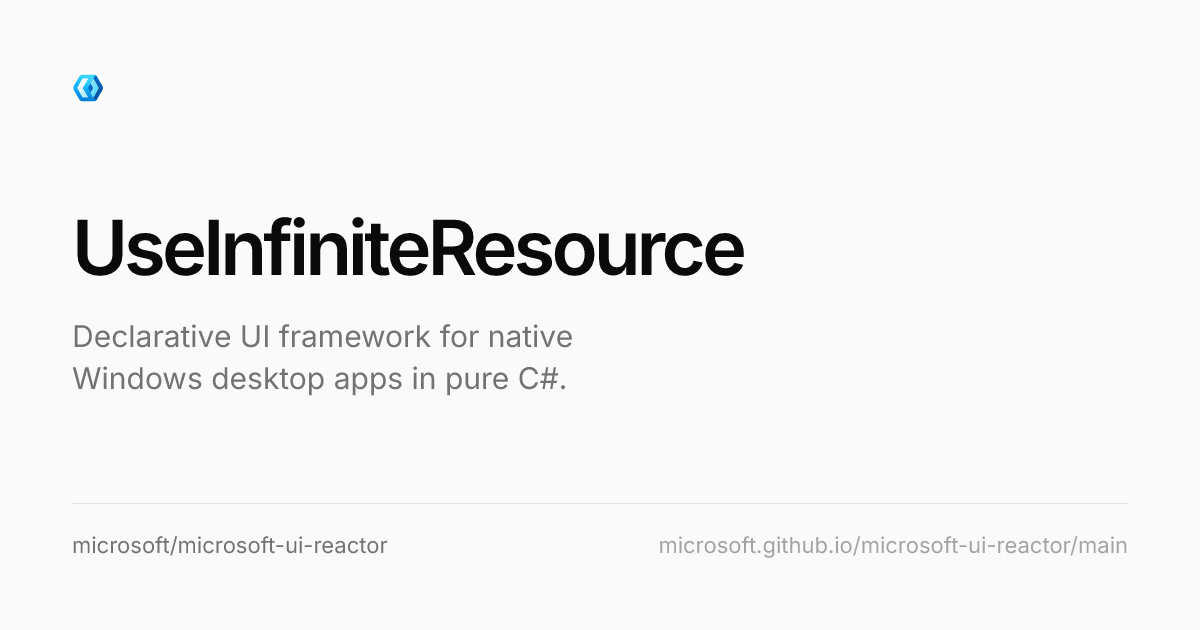 UseInfiniteResource
Declarative UI framework for native
Windows desktop apps in pure C#.
microsoft/microsoft-ui-reactor
microsoft.github.io/microsoft-ui-reactor/main